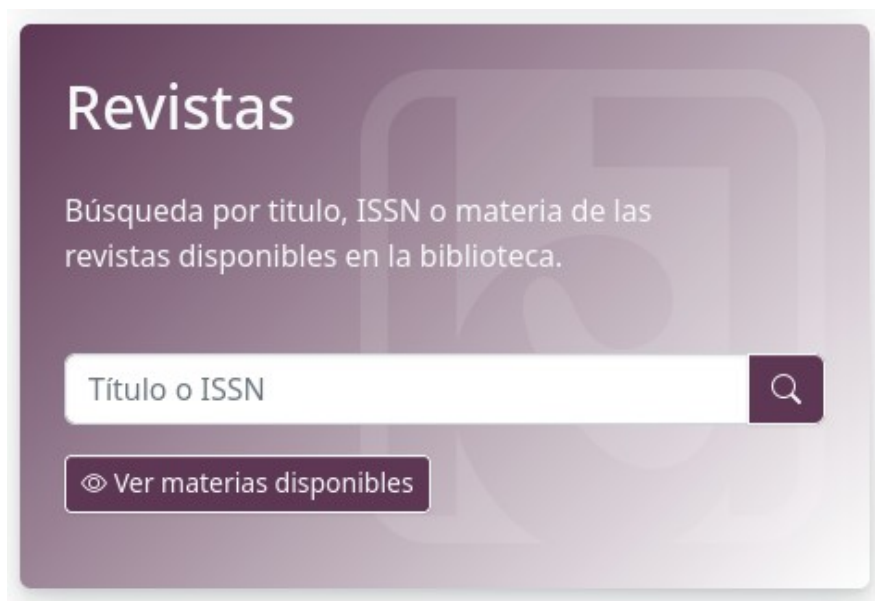 Revistas
Búsqueda por titulo, ISSN o materia de las
revistas disponibles en la biblioteca.
Título o ISSN
Ver materias disponibles